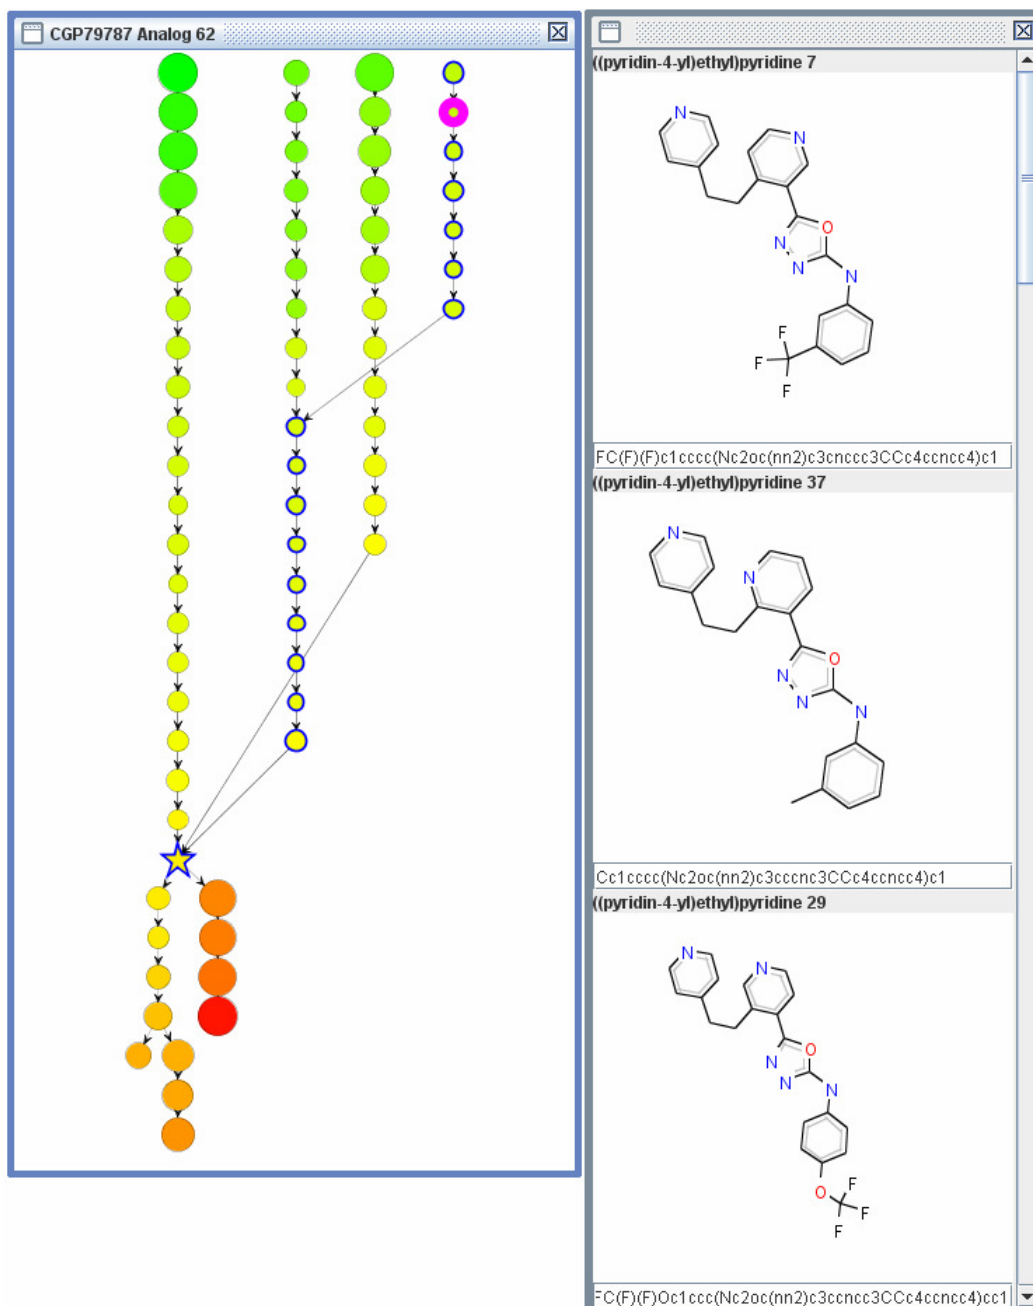 CGP79787 Analog 62
((pyridin-4-yl)ethyl)pyridine 7
N
N
O
N
N
N
F
F
F
FC(F)(F)c1cccc(Nc2oc(nn2)c3cnccc3CCc4ccncc4)c1
((pyridin-4-yl)ethyl)pyridine 37
N
N
O
N
N
N
Cc1cccc(Nc2oc(nn2)c3cccnc3CCc4ccncc4)c1
((pyridin-4-yl)ethyl)pyridine 29
N
N
O
N
N
N
O
F
F
F
FC(F)(F)Oc1ccc(Nc2oc(nn2)c3ccncc3CCc4ccncc4)cc1